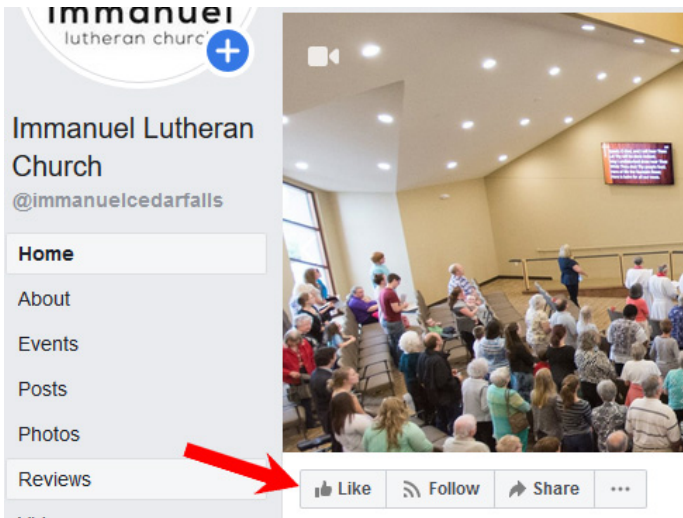 Immanuel
lutheran church
Immanuel Lutheran
Church
@immanuelcedarfalls
Home
About
Events
Posts
Photos
Reviews
Like
Follow
Share